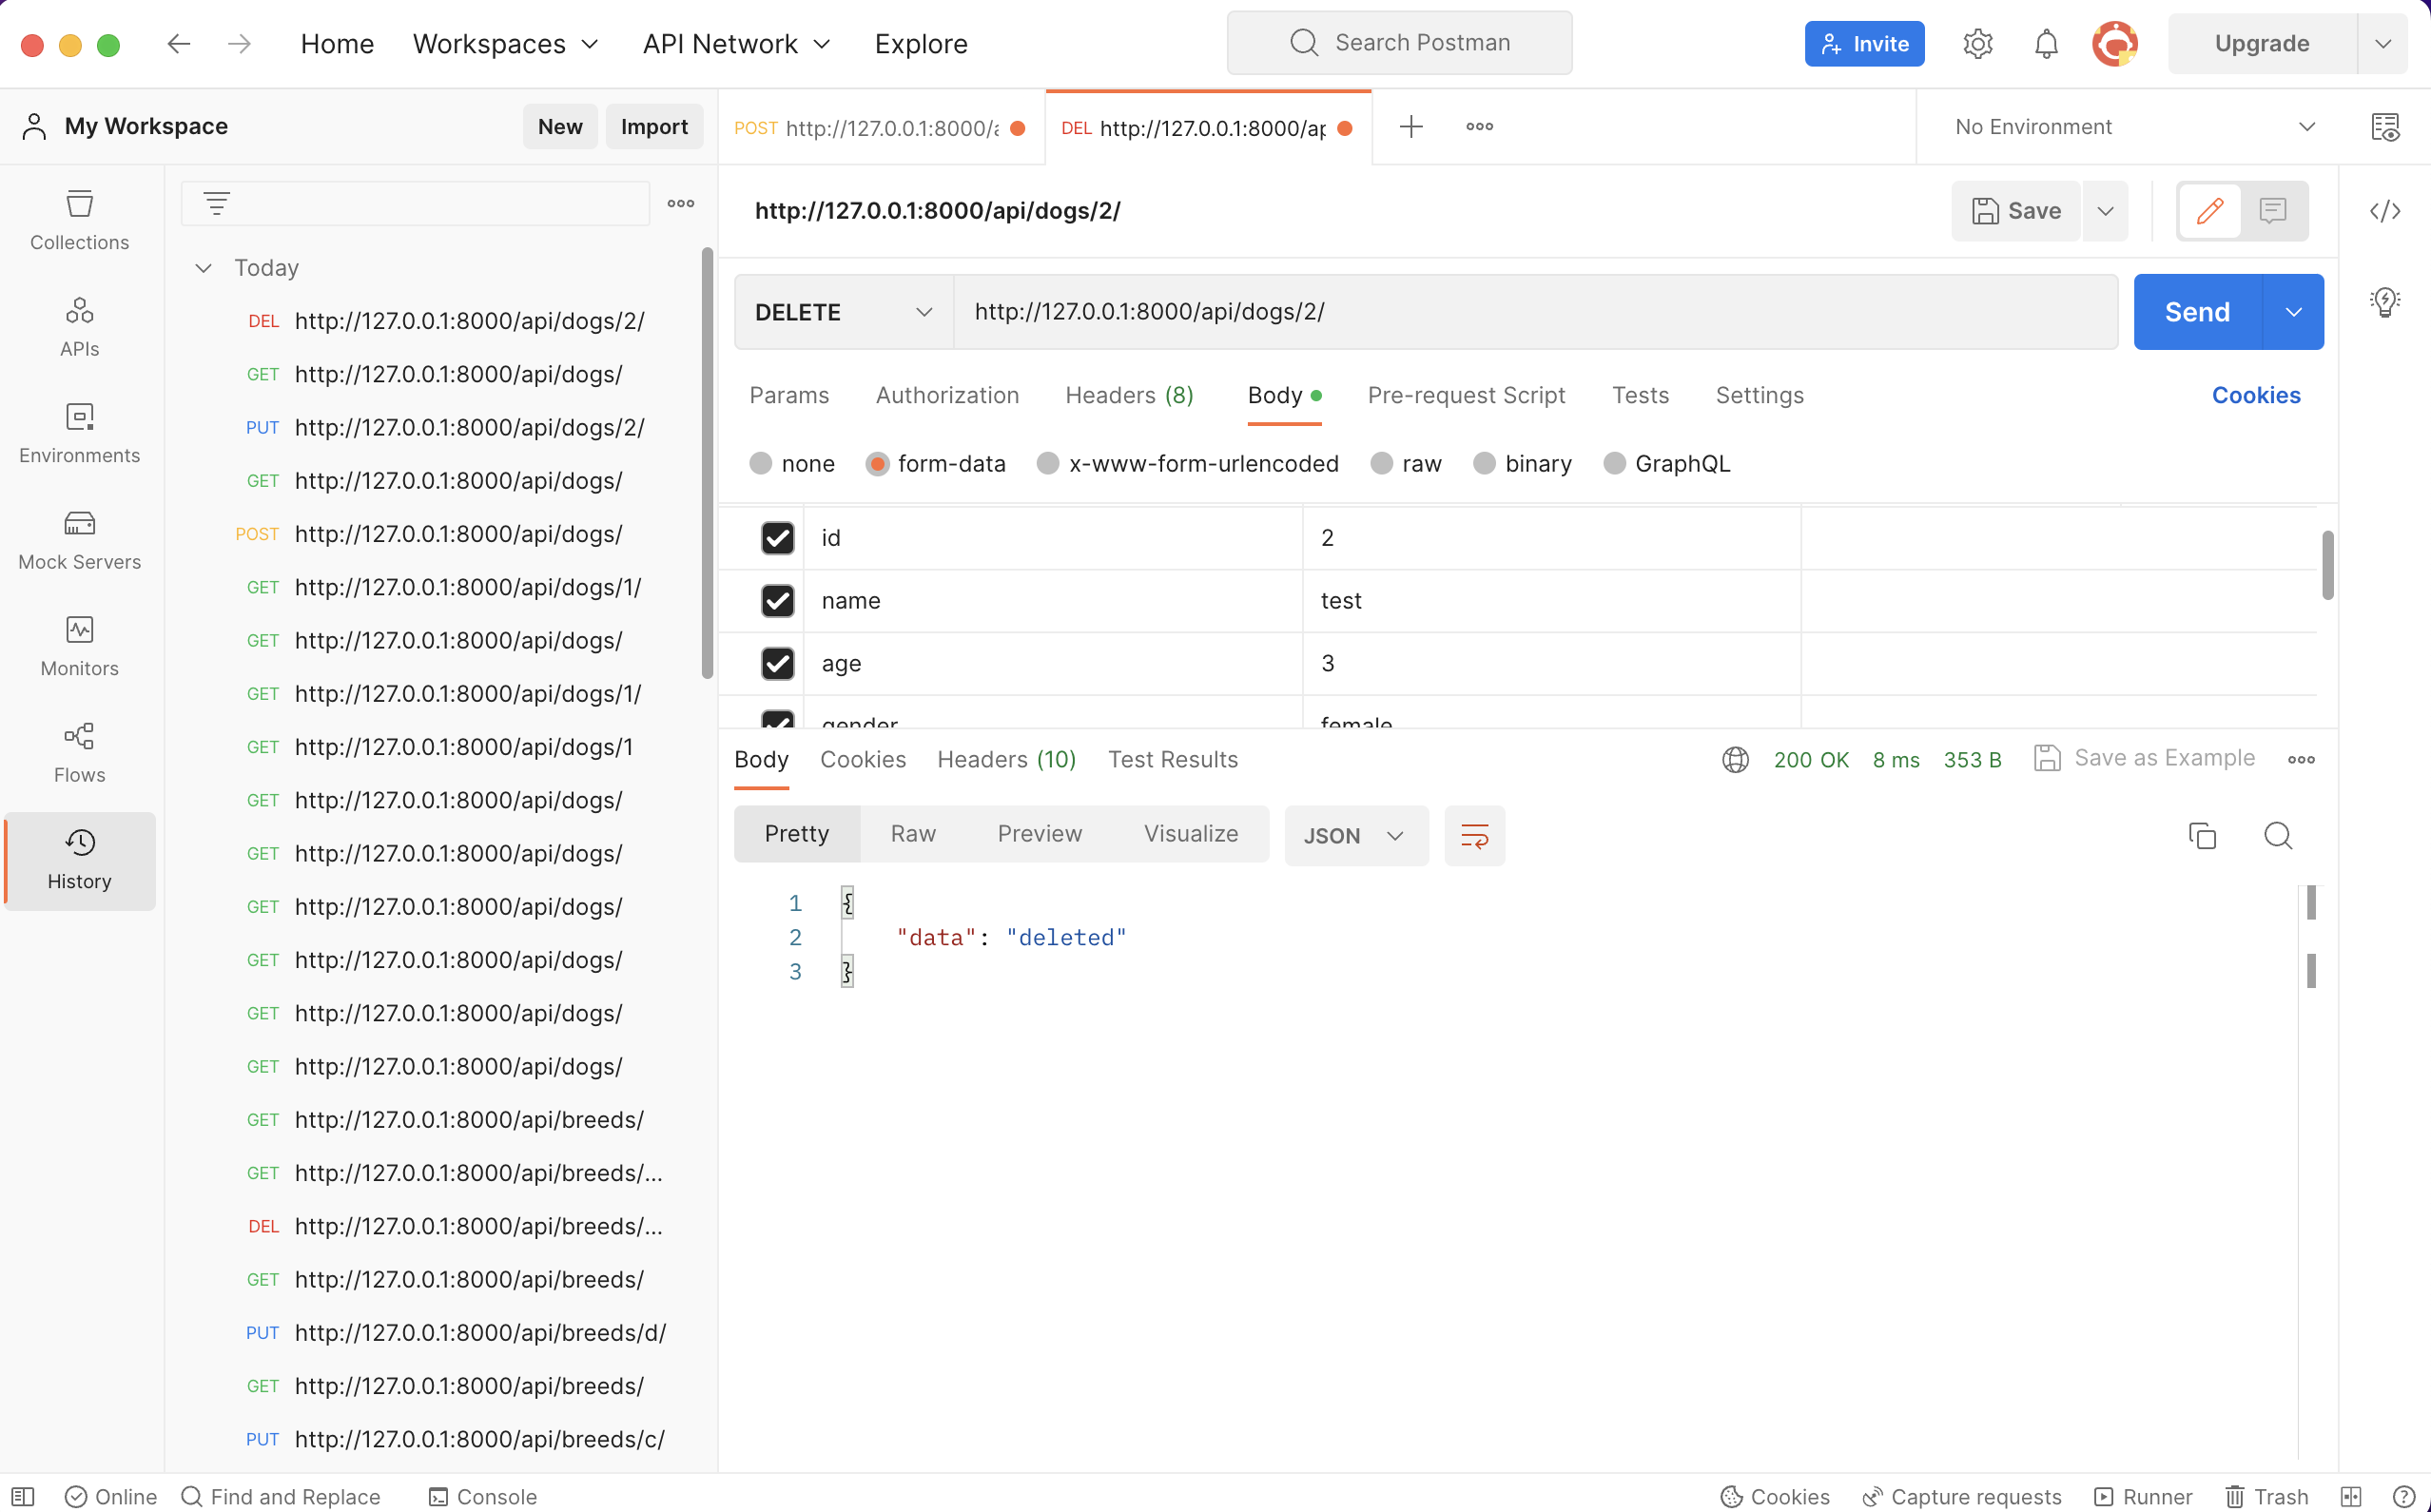 Home Workspaces API Network Explore Search Postman Invite Upgrade
My Workspace New Import POST http://127.0.0.1:8000/a DEL http://127.0.0.1:8000/ap No Environment
http://127.0.0.1:8000/api/dogs/2/ Save
Collections
APIs
Environments
Mock Servers
Monitors
Flows
History
Today
DEL http://127.0.0.1:8000/api/dogs/2/
GET http://127.0.0.1:8000/api/dogs/
PUT http://127.0.0.1:8000/api/dogs/2/
GET http://127.0.0.1:8000/api/dogs/
POST http://127.0.0.1:8000/api/dogs/
GET http://127.0.0.1:8000/api/dogs/1/
GET http://127.0.0.1:8000/api/dogs/
GET http://127.0.0.1:8000/api/dogs/1/
GET http://127.0.0.1:8000/api/dogs/1
GET http://127.0.0.1:8000/api/dogs/
GET http://127.0.0.1:8000/api/dogs/
GET http://127.0.0.1:8000/api/dogs/
GET http://127.0.0.1:8000/api/dogs/
GET http://127.0.0.1:8000/api/dogs/
GET http://127.0.0.1:8000/api/dogs/
GET http://127.0.0.1:8000/api/breeds/
GET http://127.0.0.1:8000/api/breeds/...
DEL http://127.0.0.1:8000/api/breeds/...
GET http://127.0.0.1:8000/api/breeds/
PUT http://127.0.0.1:8000/api/breeds/d/
GET http://127.0.0.1:8000/api/breeds/
PUT http://127.0.0.1:8000/api/breeds/c/
DELETE http://127.0.0.1:8000/api/dogs/2/ Send
Params Authorization Headers (8) Body Pre-request Script Tests Settings Cookies
none form-data x-www-form-urlencoded raw binary GraphQL
id 2
name test
age 3
gender female
Body Cookies Headers (10) Test Results 200 OK 8 ms 353 B Save as Example
Pretty Raw Preview Visualize JSON
1 {
2 "data": "deleted"
3 }
Online Find and Replace Console Cookies Capture requests Runner Trash